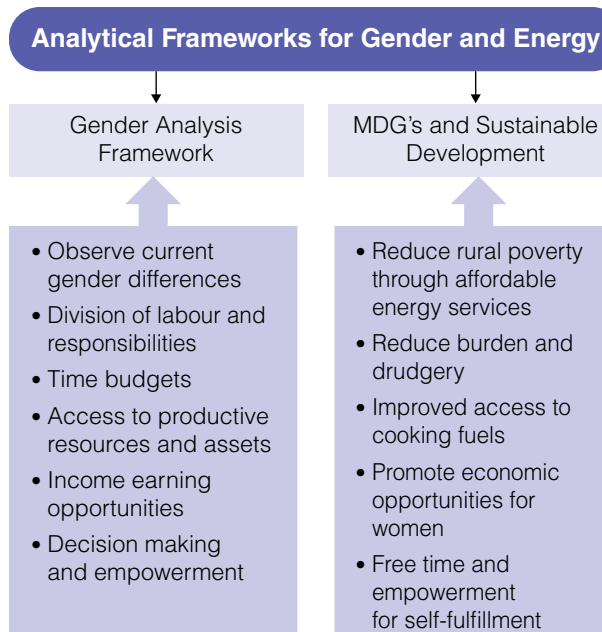 Analytical Frameworks for Gender and Energy
Gender Analysis
Framework
• Observe current
gender differences
• Division of labour and
responsibilities
• Time budgets
• Access to productive
resources and assets
• Income earning
opportunities
• Decision making
and empowerment
MDG's and Sustainable
Development
• Reduce rural poverty
through affordable
energy services
• Reduce burden and
drudgery
• Improved access to
cooking fuels
• Promote economic
opportunities for
women
• Free time and
empowerment
for self-fulfillment